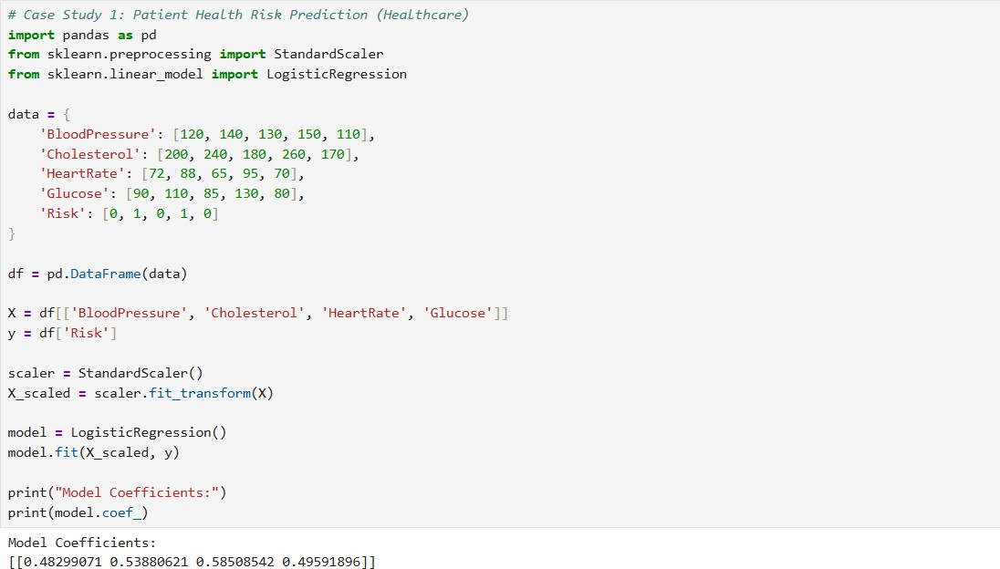 # Case Study 1: Patient Health Risk Prediction (Healthcare)
import pandas as pd
from sklearn.preprocessing import StandardScaler
from sklearn.linear_model import LogisticRegression
data = {
    'BloodPressure': [120, 140, 130, 150, 110],
    'Cholesterol': [200, 240, 180, 260, 170],
    'HeartRate': [72, 88, 65, 95, 70],
    'Glucose': [90, 110, 85, 130, 80],
    'Risk': [0, 1, 0, 1, 0]
}
df = pd.DataFrame(data)
X = df[['BloodPressure', 'Cholesterol', 'HeartRate', 'Glucose']]
y = df['Risk']
scaler = StandardScaler()
X_scaled = scaler.fit_transform(X)
model = LogisticRegression()
model.fit(X_scaled, y)
print("Model Coefficients:")
print(model.coef_)
Model Coefficients:
[[0.48299071 0.53880621 0.58508542 0.49591896]]